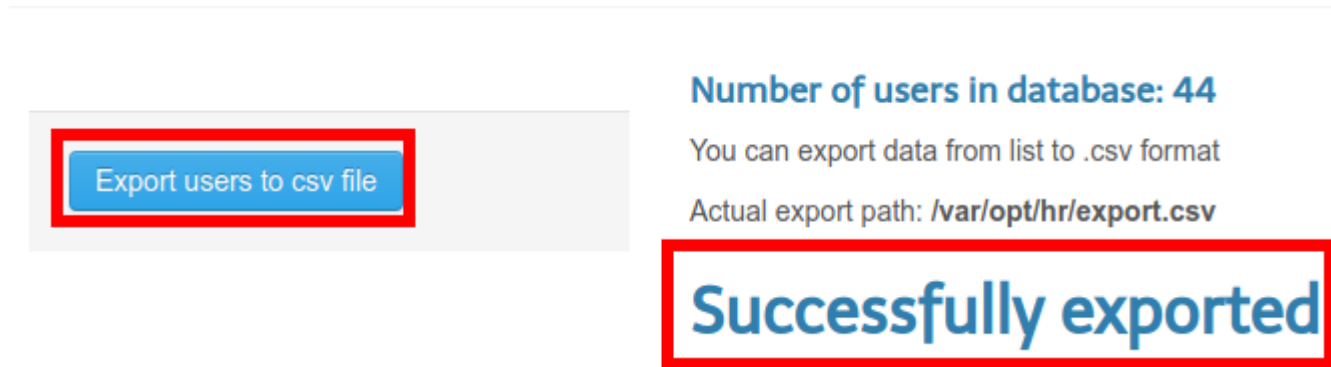 Export users to csv file
Number of users in database: 44
You can export data from list to .csv format
Actual export path: /var/opt/hr/export.csv
Successfully exported